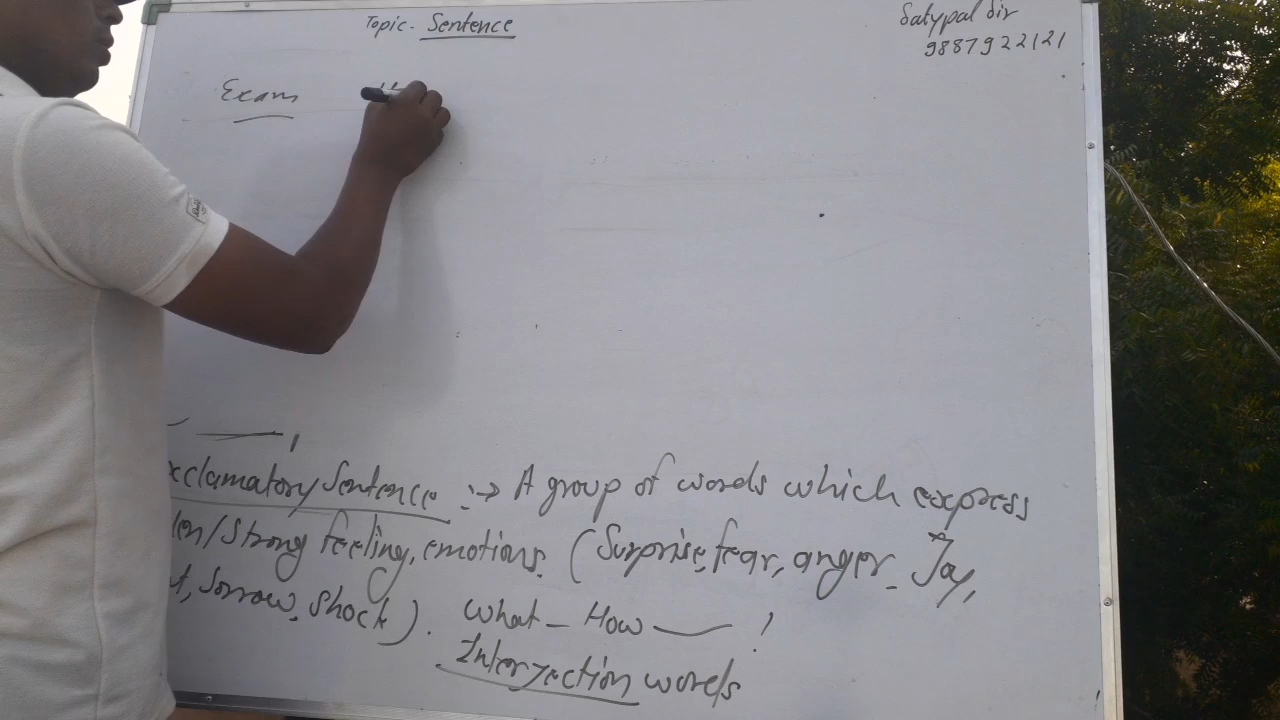 Topic - Sentence
Satypal Sir
9887922121
Exam
xclamatory Sentence :-> A group of words which express
den/Strong feeling, emotions. (Surprise, fear, anger, Joy,
t, Sorrow, Shock). What - How —— !
Interjection words